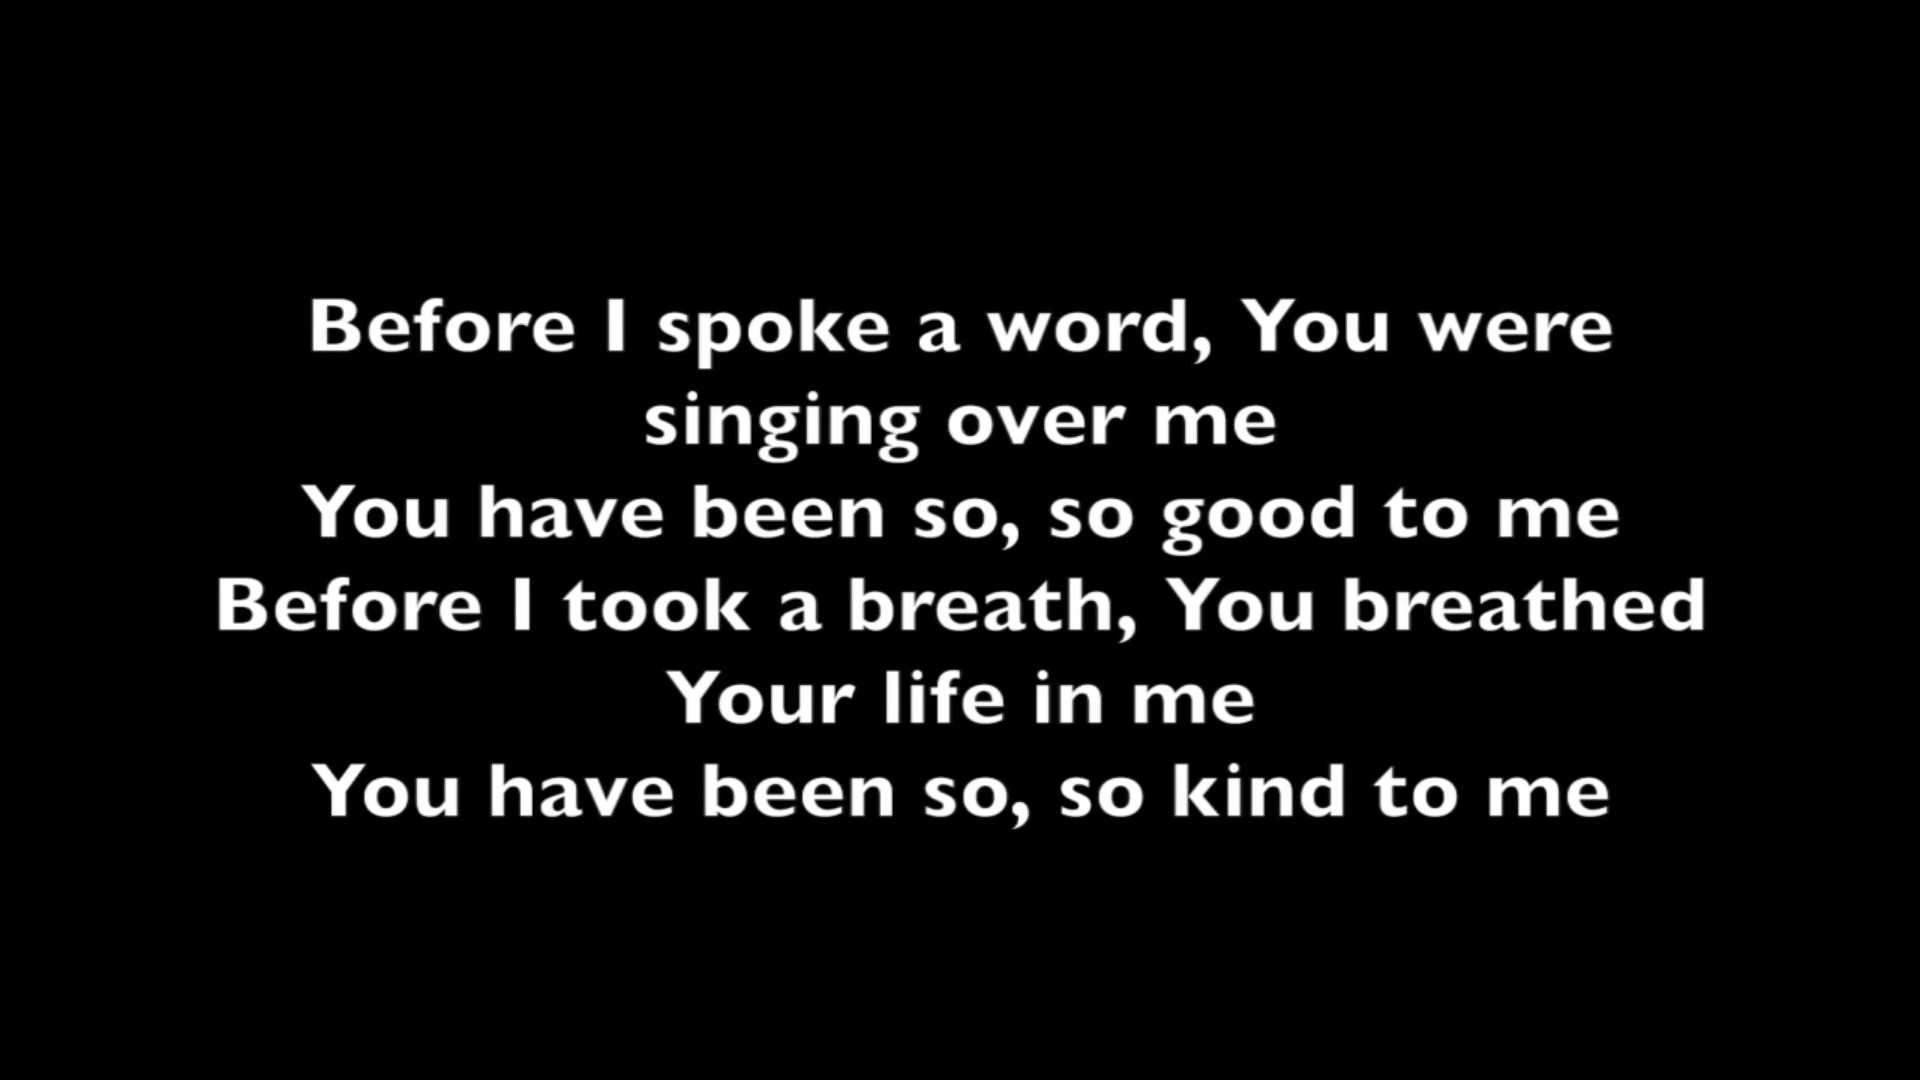 Before I spoke a word, You were
singing over me
You have been so, so good to me
Before I took a breath, You breathed
Your life in me
You have been so, so kind to me